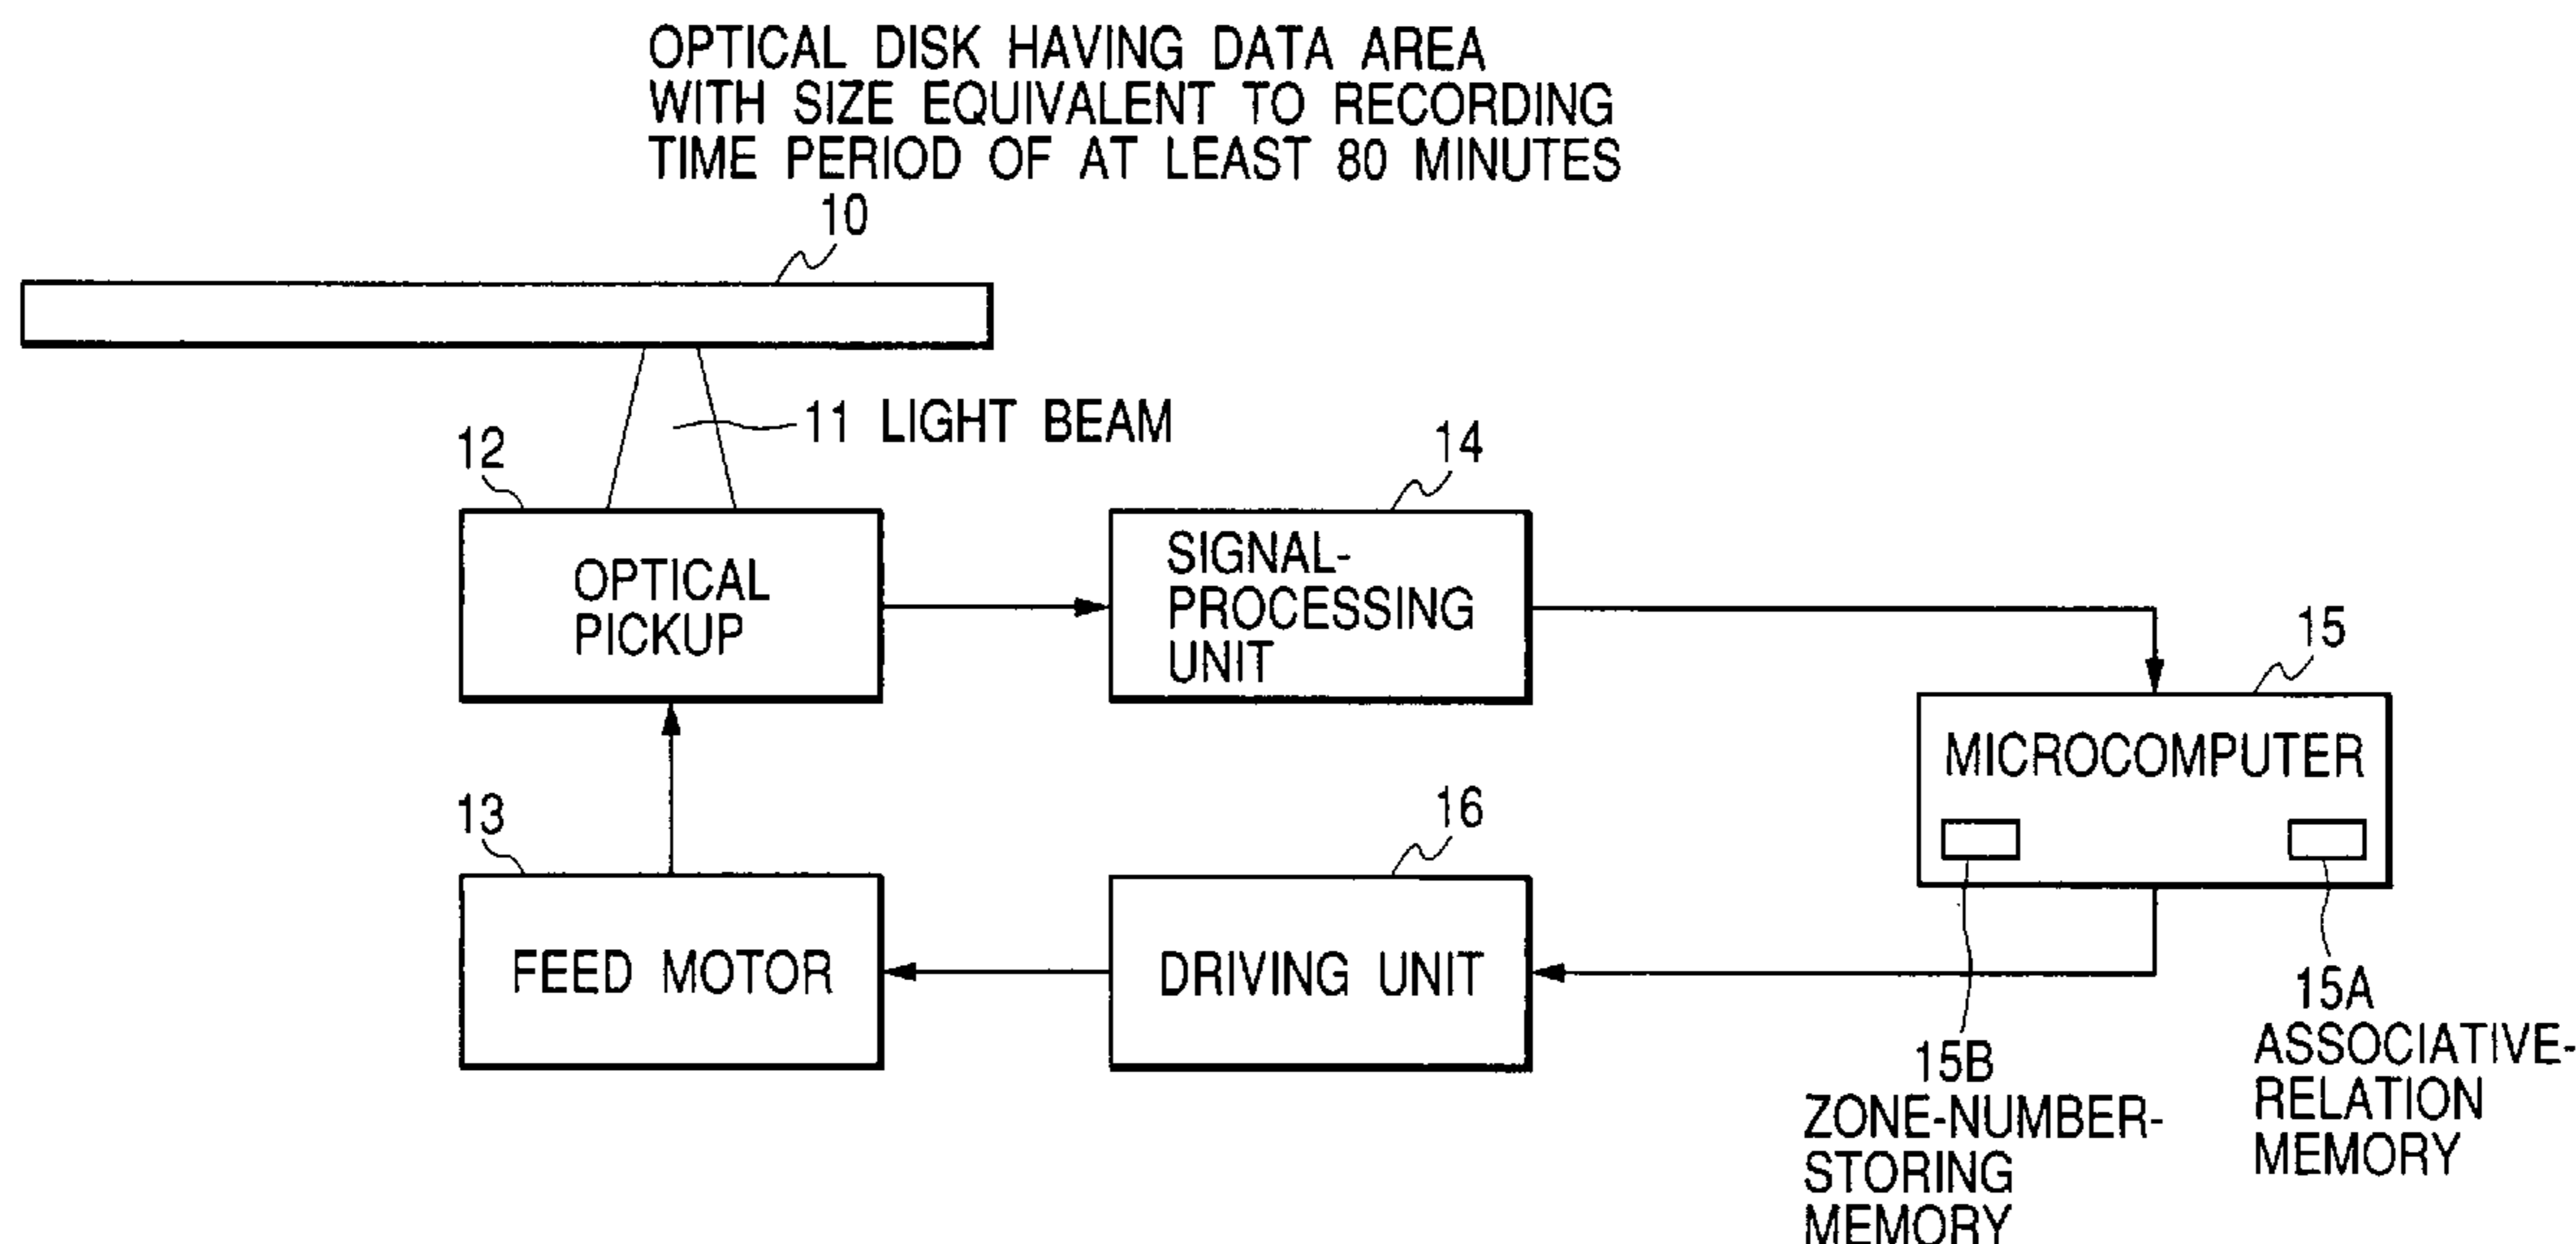 OPTICAL DISK HAVING DATA AREA
WITH SIZE EQUIVALENT TO RECORDING
TIME PERIOD OF AT LEAST 80 MINUTES
10
11 LIGHT BEAM
12
OPTICAL
PICKUP
14
SIGNAL-
PROCESSING
UNIT
15
MICROCOMPUTER
13
FEED MOTOR
16
DRIVING UNIT
15B
ZONE-NUMBER-
STORING
MEMORY
15A
ASSOCIATIVE-
RELATION
MEMORY